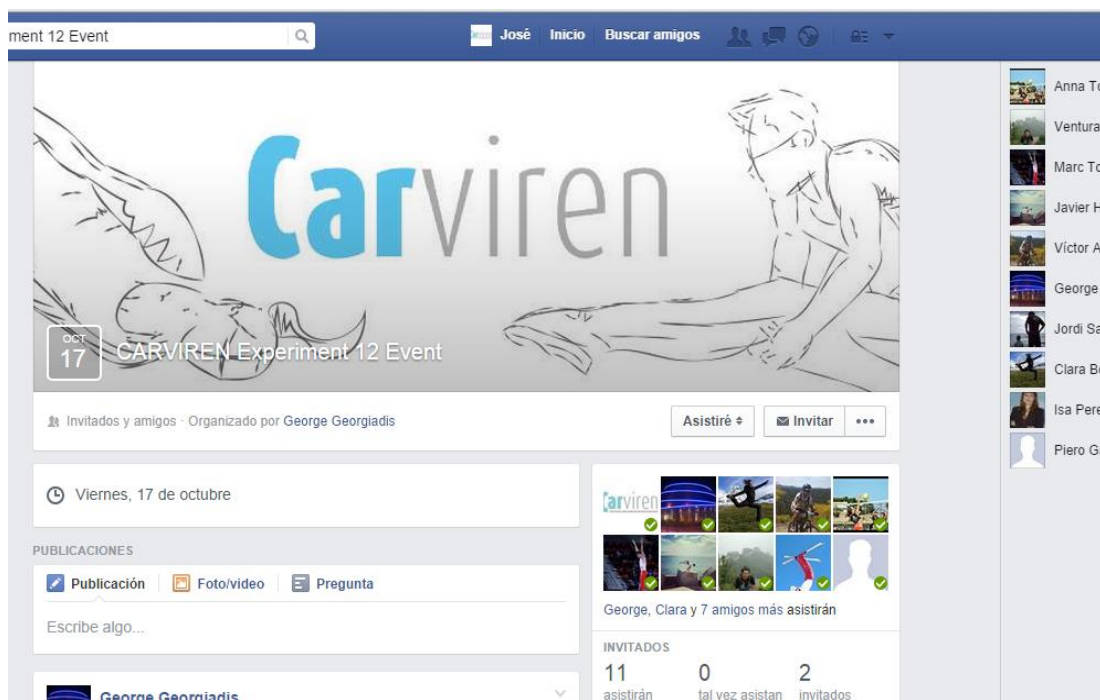 ment 12 Event
José Inicio Buscar amigos
Carviren
OCT
17
CARVIREN Experiment 12 Event
Invitados y amigos · Organizado por George Georgiadis
Asistiré
Invitar
Viernes, 17 de octubre
PUBLICACIONES
Publicación
Foto/video
Pregunta
Escribe algo...
George Georgiadis
Carviren
George, Clara y 7 amigos más asistirán
INVITADOS
11 0 2
asistirán tal vez asistan invitados
Anna To
Ventura
Marc To
Javier H
Víctor A
George
Jordi Sa
Clara Be
Isa Pere
Piero G